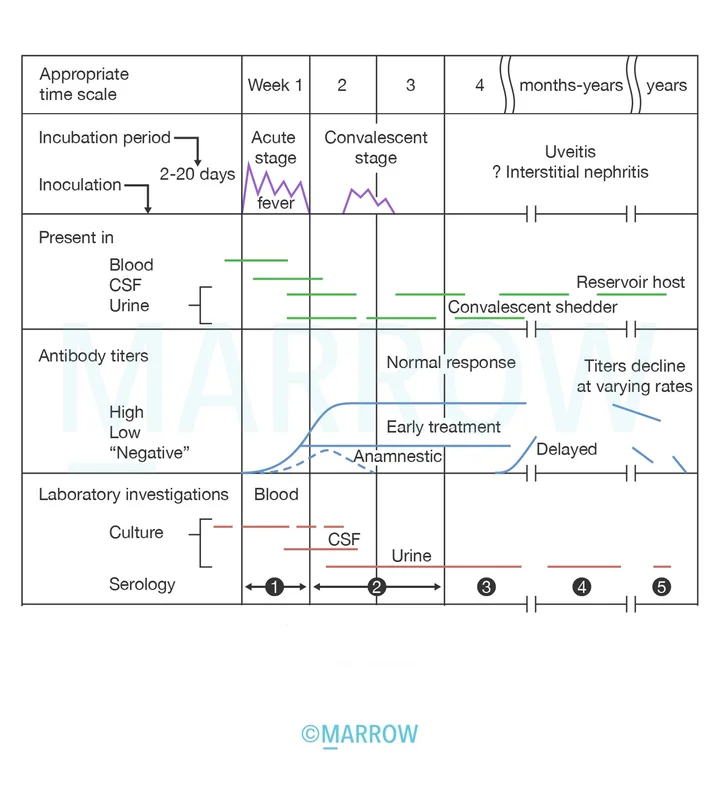 Appropriate
time scale
Week 1
2
3
4
months-years
years
Incubation period
2-20 days
Inoculation
Acute
stage
fever
Convalescent
stage
Uveitis
? Interstitial nephritis
Present in
Blood
CSF
Urine
Reservoir host
Convalescent shedder
MARROW
Antibody titers
High
Low
“Negative”
Normal response
Early treatment
Anamnestic
Delayed
Titers decline
at varying rates
Laboratory investigations
Blood
Culture
CSF
Urine
Serology
1
2
3
4
5
©MARROW